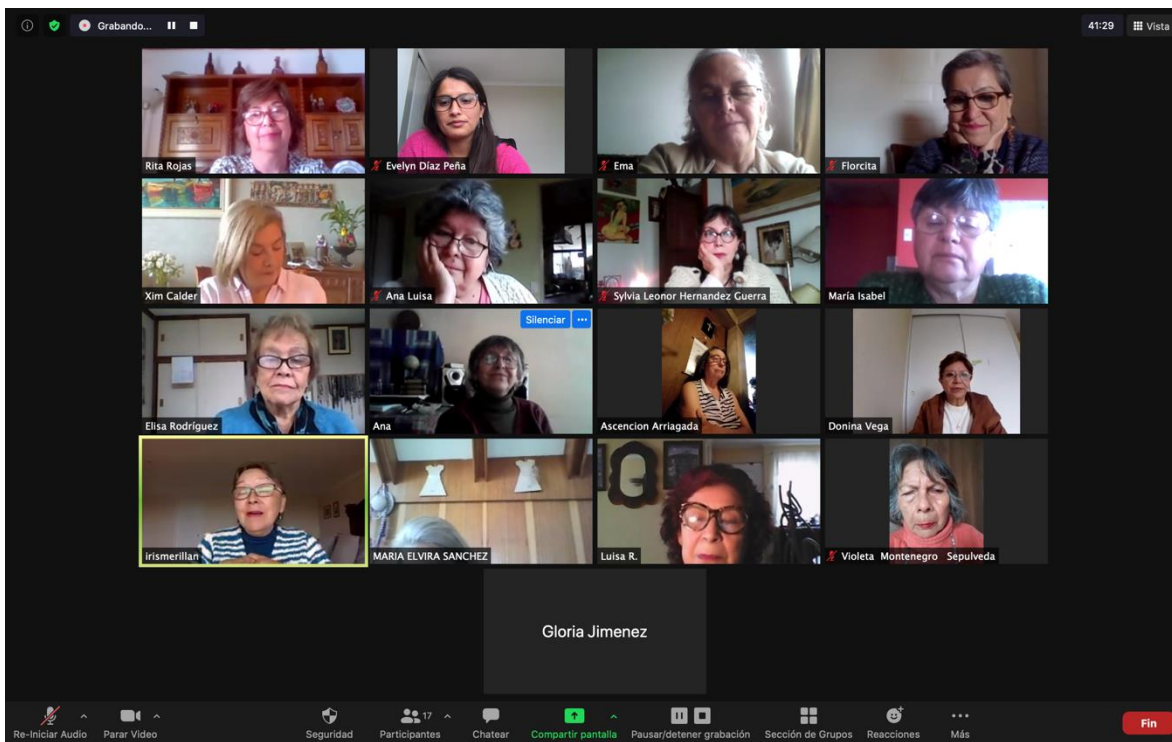 Grabando...
41:29
Vista
Rita Rojas
Evelyn Díaz Peña
Ema
Florcita
Xim Calder
Ana Luisa
Sylvia Leonor Hernandez Guerra
María Isabel
Elisa Rodríguez
Silenciar
Ana
Ascencion Arriagada
Donina Vega
irismerillan
MARIA ELVIRA SANCHEZ
Luisa R.
Violeta Montenegro Sepulveda
Gloria Jimenez
Re-Iniciar Audio
Parar Video
Seguridad
17
Participantes
Chatear
Compartir pantalla
Pausar/detener grabación
Sección de Grupos
Reacciones
Más
Fin